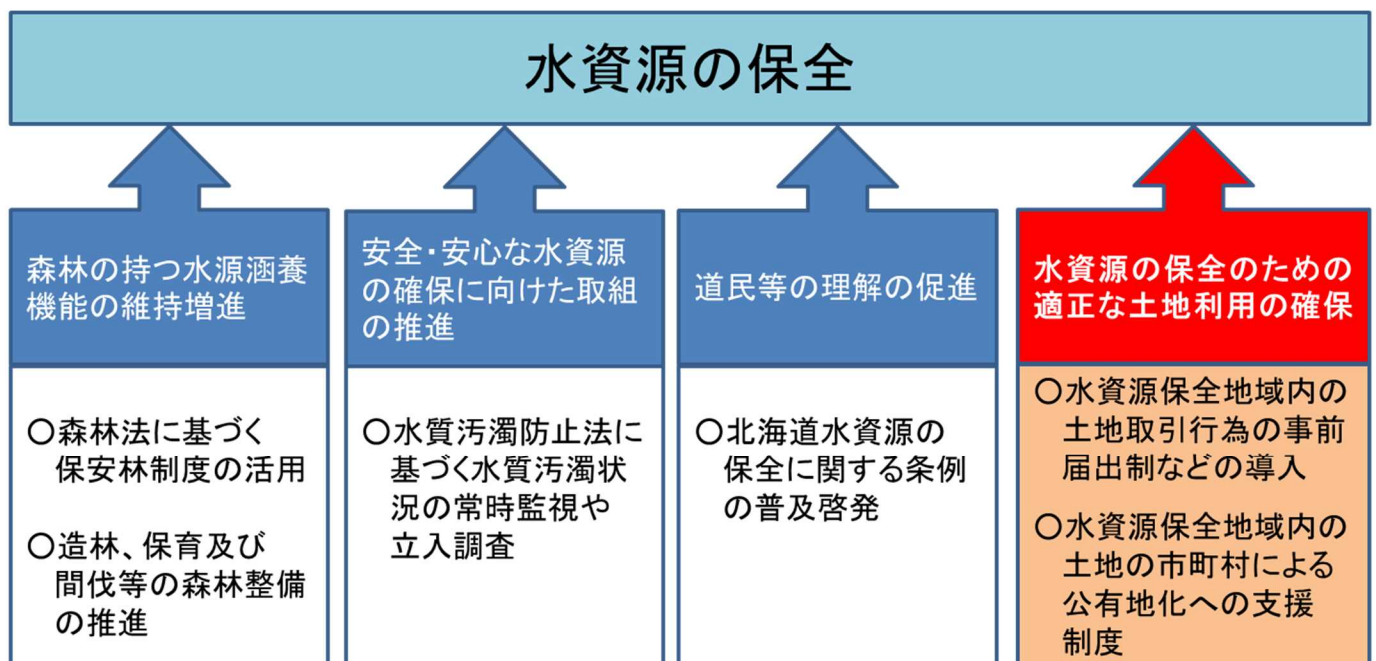 水資源の保全
森林の持つ水源涵養
機能の維持増進
〇森林法に基づく
保安林制度の活用
〇造林、保育及び
間伐等の森林整備
の推進
安全・安心な水資源
の確保に向けた取組
の推進
〇水質汚濁防止法に
基づく水質汚濁状
況の常時監視や
立入調査
道民等の理解の促進
〇北海道水資源の
保全に関する条例
の普及啓発
水資源の保全のための
適正な土地利用の確保
〇水資源保全地域内の
土地取引行為の事前
届出制などの導入
〇水資源保全地域内の
土地の市町村による
公有地化への支援
制度